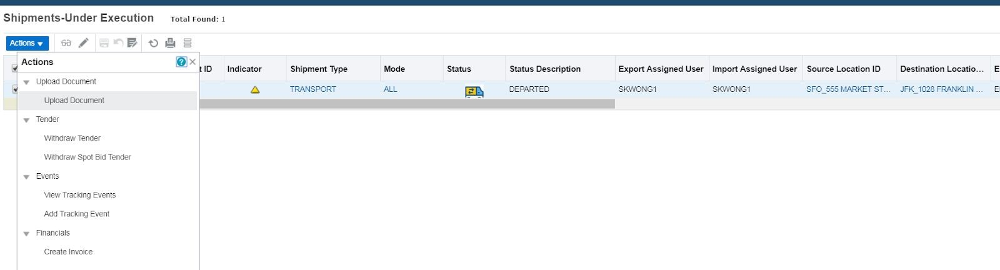 Shipments-Under Execution Total Found: 1
Actions
Actions ?
t ID Indicator Shipment Type Mode Status Status Description Export Assigned User Import Assigned User Source Location ID Destination Locatio... E
TRANSPORT ALL DEPARTED SKWONG1 SKWONG1 SFO_555 MARKET ST... JFK_1028 FRANKLIN ... E
Upload Document
Upload Document
Tender
Withdraw Tender
Withdraw Spot Bid Tender
Events
View Tracking Events
Add Tracking Event
Financials
Create Invoice